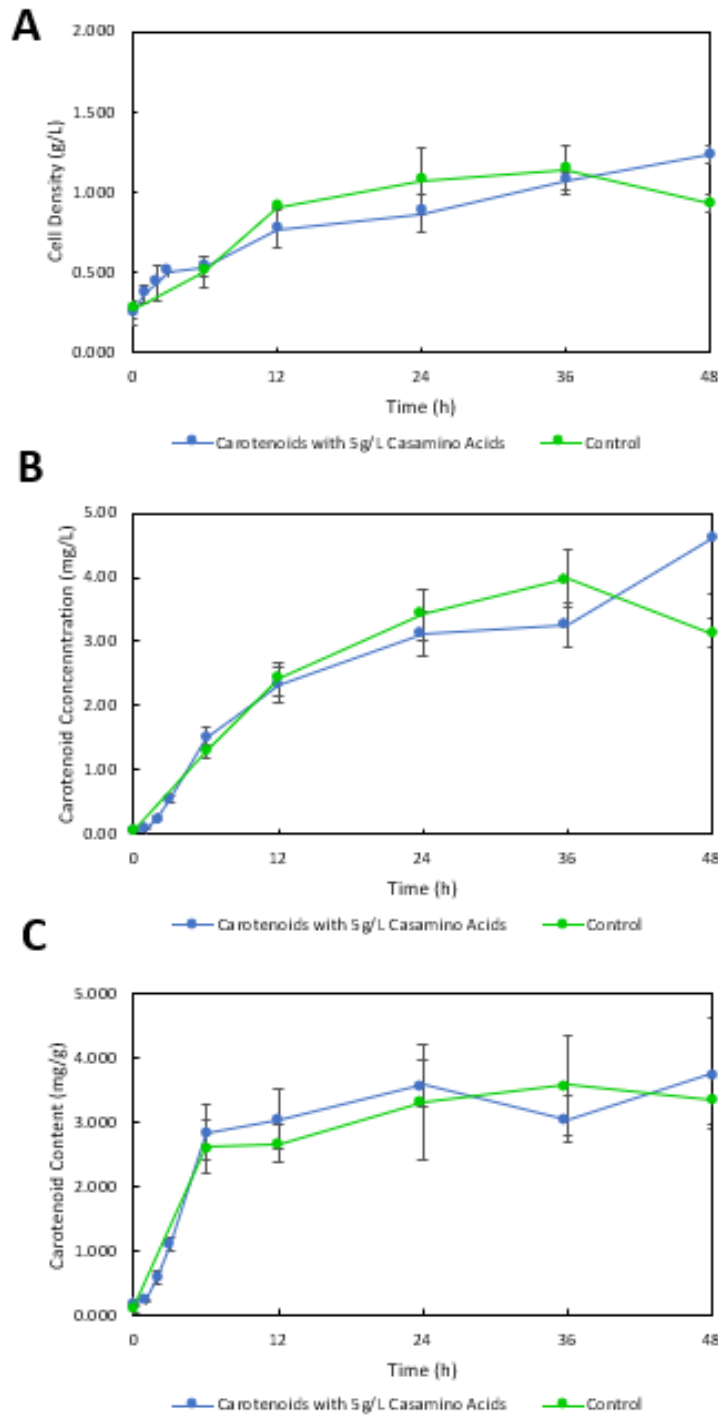 A
2.000
1.500
1.000
0.500
0.000
Cell Density (g/L)
0 12 24 36 48
Time (h)
Carotenoids with 5g/L Casamino Acids Control
B
5.00
4.00
3.00
2.00
1.00
0.00
Carotenoid Cconcenntration (mg/L)
0 12 24 36 48
Time (h)
Carotenoids with 5g/L Casamino Acids Control
C
5.000
4.000
3.000
2.000
1.000
0.000
Carotenoid Content (mg/g)
0 12 24 36 48
Time (h)
Carotenoids with 5g/L Casamino Acids Control